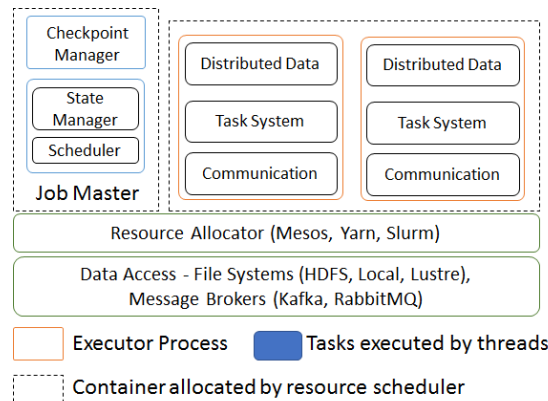 Checkpoint
Manager
State
Manager
Scheduler
Job Master
Distributed Data
Task System
Communication
Distributed Data
Task System
Communication
Resource Allocator (Mesos, Yarn, Slurm)
Data Access - File Systems (HDFS, Local, Lustre),
Message Brokers (Kafka, RabbitMQ)
Executor Process
Tasks executed by threads
Container allocated by resource scheduler